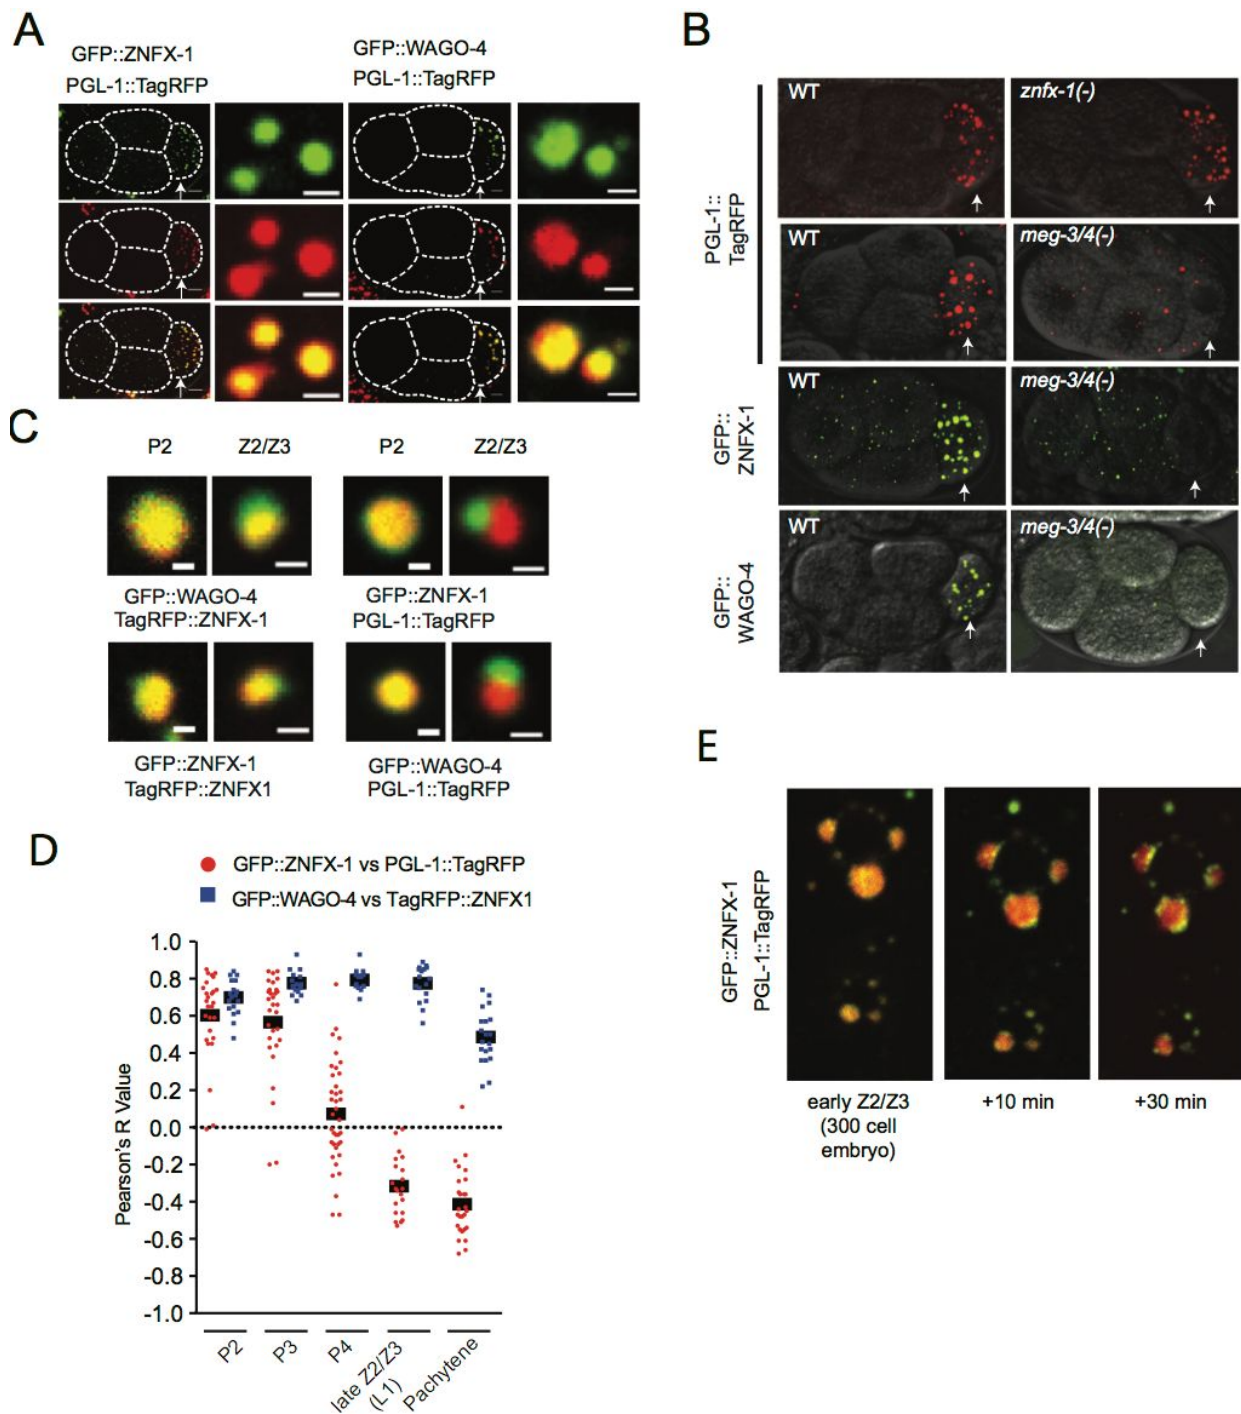 A
GFP::ZNFX-1
PGL-1::TagRFP
GFP::WAGO-4
PGL-1::TagRFP
B
WT
znfx-1(-)
WT
meg-3/4(-)
PGL-1::
TagRFP
WT
meg-3/4(-)
GFP::
ZNFX-1
WT
meg-3/4(-)
GFP::
WAGO-4
C
P2
Z2/Z3
P2
Z2/Z3
GFP::WAGO-4
TagRFP::ZNFX-1
GFP::ZNFX-1
PGL-1::TagRFP
GFP::ZNFX-1
TagRFP::ZNFX1
GFP::WAGO-4
PGL-1::TagRFP
D
GFP::ZNFX-1 vs PGL-1::TagRFP
GFP::WAGO-4 vs TagRFP::ZNFX1
Pearson's R Value
1.0
0.8
0.6
0.4
0.2
0.0
-0.2
-0.4
-0.6
-0.8
-1.0
P2
P3
P4
late Z2/Z3
(L1)
Pachytene
E
GFP::ZNFX-1
PGL-1::TagRFP
early Z2/Z3
(300 cell
embryo)
+10 min
+30 min